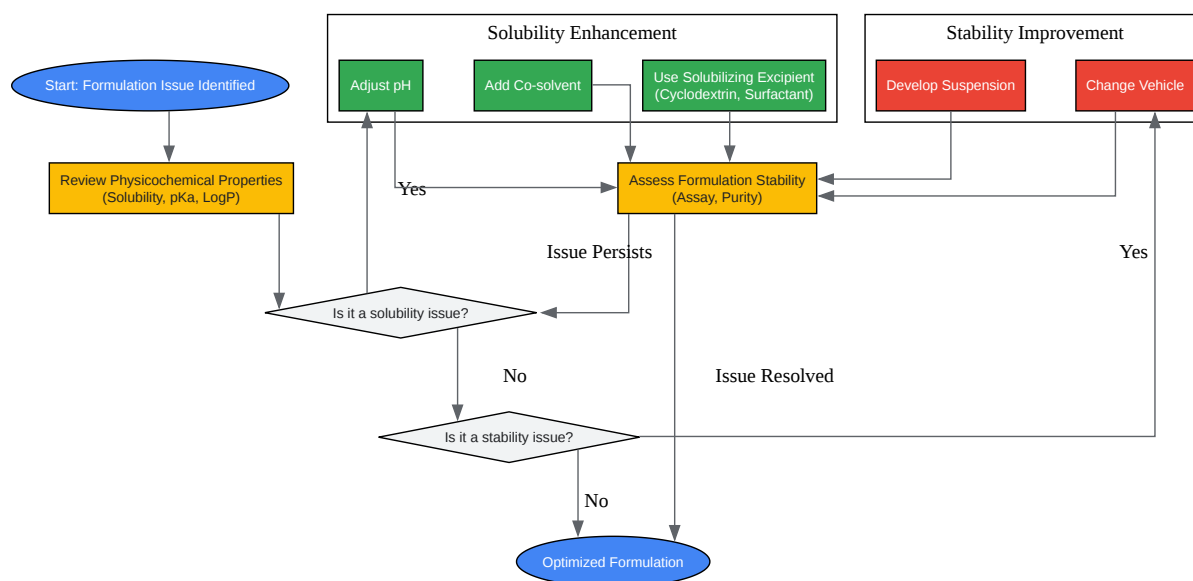 Solubility Enhancement
Stability Improvement
Start: Formulation Issue Identified
Adjust pH
Add Co-solvent
Use Solubilizing Excipient
(Cyclodextrin, Surfactant)
Develop Suspension
Change Vehicle
Review Physicochemical Properties
(Solubility, pKa, LogP)
Yes
Assess Formulation Stability
(Assay, Purity)
Issue Persists
Yes
Is it a solubility issue?
No
Issue Resolved
Is it a stability issue?
No
Optimized Formulation